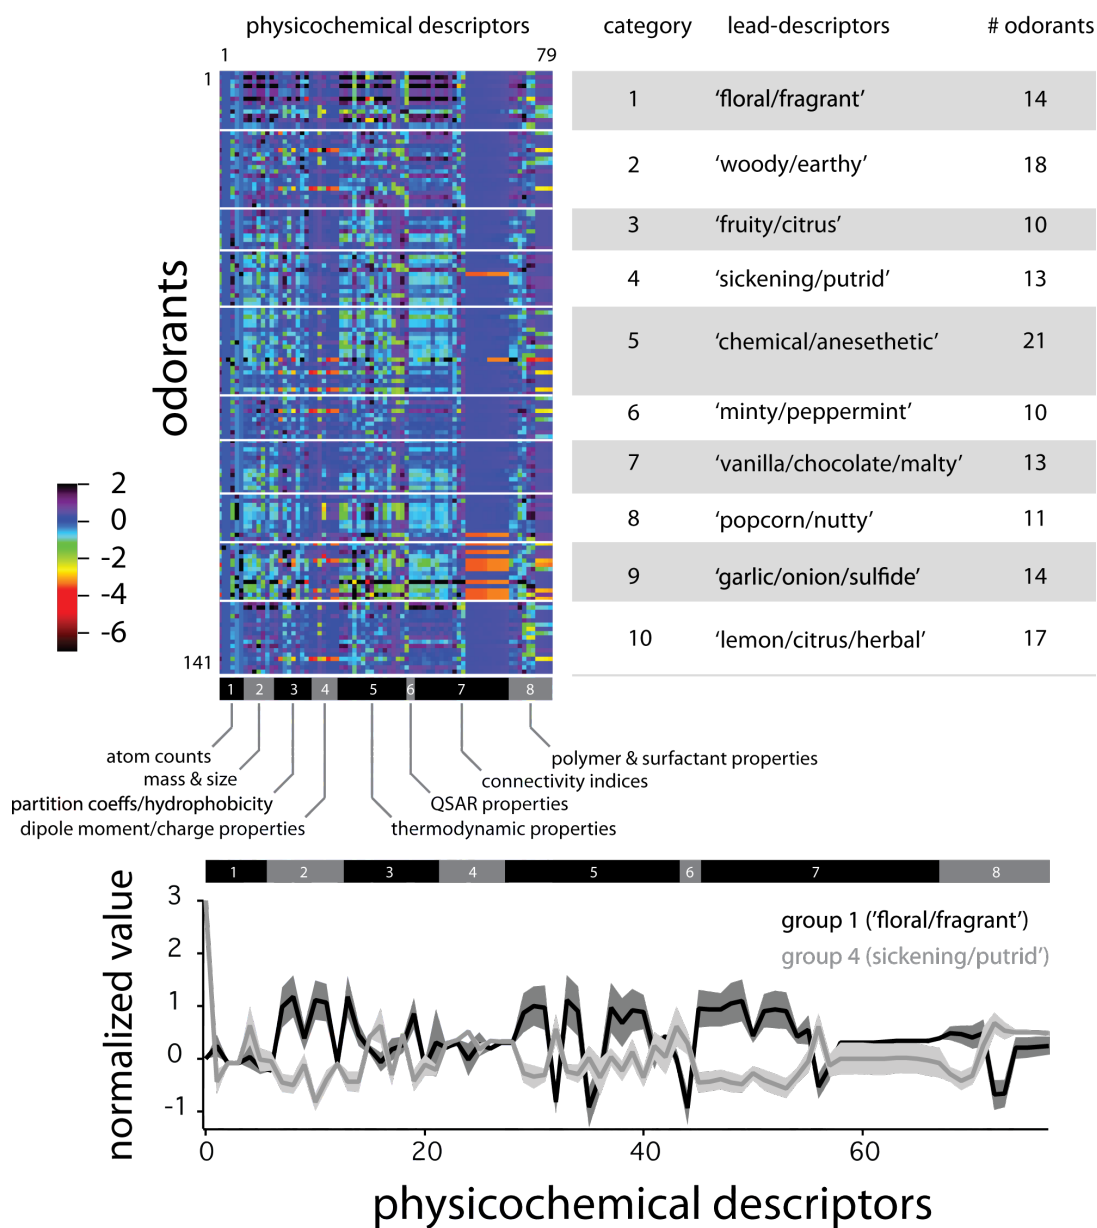 physicochemical descriptors
category lead-descriptors # odorants
1 79
1
odorants
141
1 'floral/fragrant' 14
2 'woody/earthy' 18
3 'fruity/citrus' 10
4 'sickening/putrid' 13
5 'chemical/anesethetic' 21
6 'minty/peppermint' 10
7 'vanilla/chocolate/malty' 13
8 'popcorn/nutty' 11
9 'garlic/onion/sulfide' 14
10 'lemon/citrus/herbal' 17
2
0
-2
-4
-6
1 2 3 4 5 6 7 8
atom counts
mass & size
partition coeffs/hydrophobicity
dipole moment/charge properties
polymer & surfactant properties
connectivity indices
QSAR properties
thermodynamic properties
1 2 3 4 5 6 7 8
normalized value
3
2
1
0
-1
group 1 ('floral/fragrant')
group 4 (sickening/putrid')
0 20 40 60
physicochemical descriptors